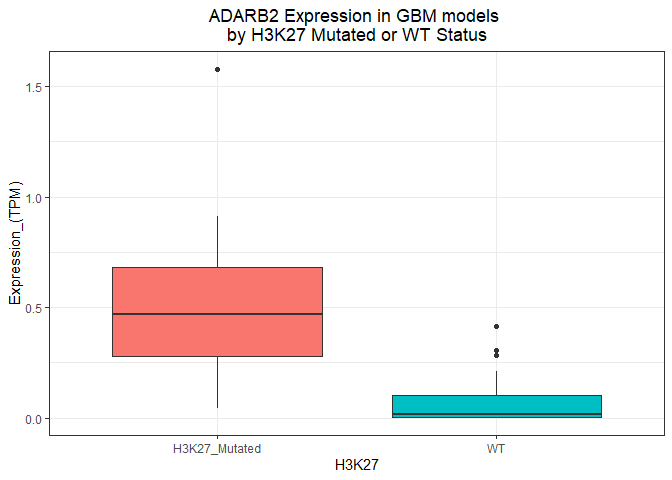 ADARB2 Expression in GBM models
by H3K27 Mutated or WT Status
Expression_(TPM)
1.5
1.0
0.5
0.0
H3K27_Mutated
WT
H3K27